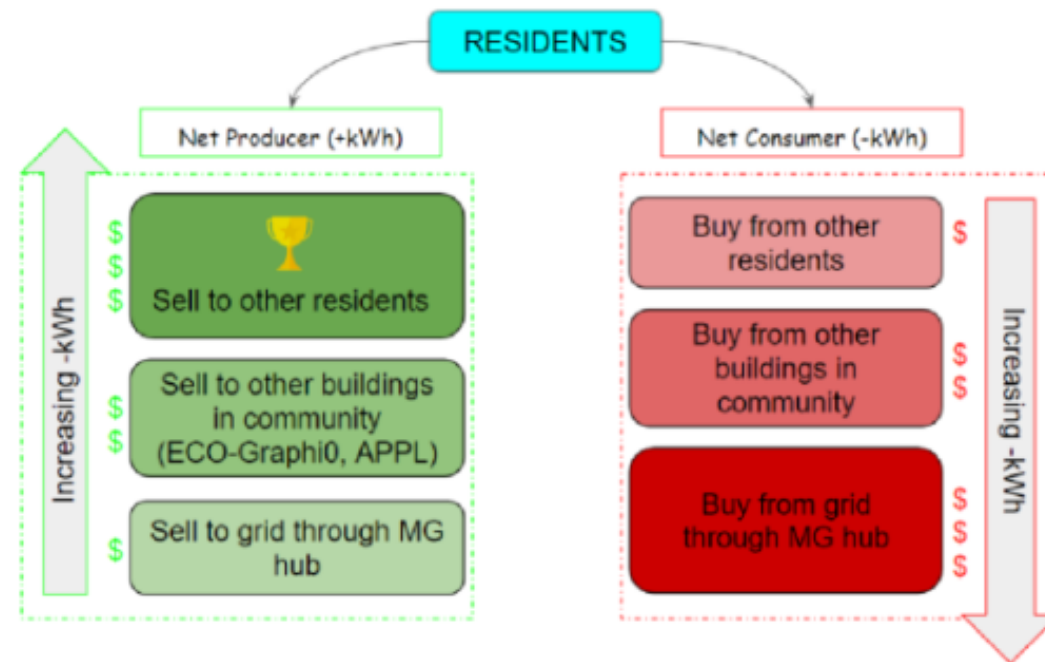 RESIDENTS
Net Producer (+kWh)
Net Consumer (-kWh)
Increasing -kWh
$
$
$
Sell to other residents
$
$
Sell to other buildings
in community
(ECO-Graphi0, APPL)
$
Sell to grid through MG
hub
Buy from other
residents
$
Buy from other
buildings in
community
$
$
Buy from grid
through MG hub
$
$
$
Increasing -kWh